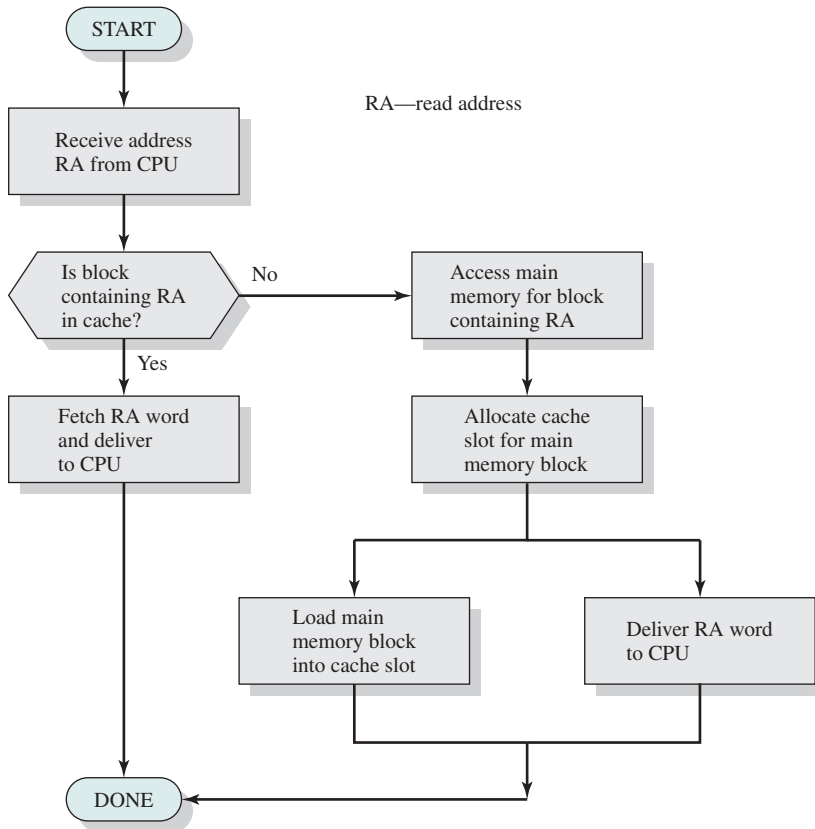 START
RA—read address
Receive address
RA from CPU
Is block
containing RA
in cache?
No
Access main
memory for block
containing RA
Yes
Fetch RA word
and deliver
to CPU
Allocate cache
slot for main
memory block
Load main
memory block
into cache slot
Deliver RA word
to CPU
DONE